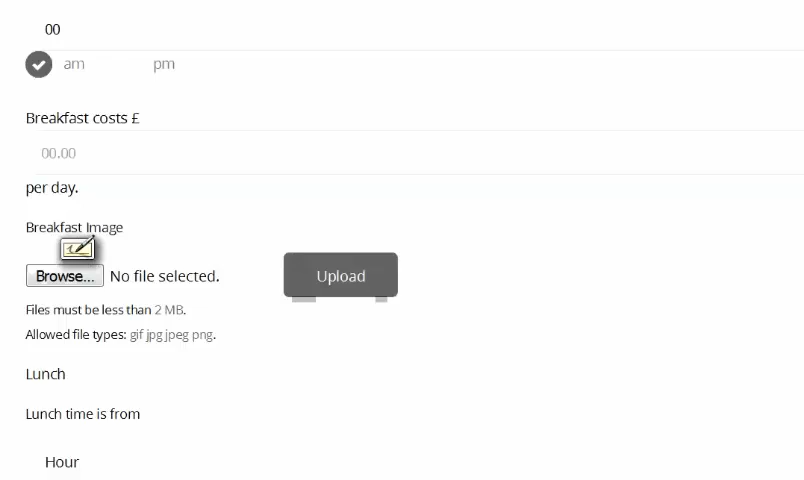 00
am pm
Breakfast costs £
00.00
per day.
Breakfast Image
Browse... No file selected. Upload
Files must be less than 2 MB.
Allowed file types: gif jpg jpeg png.
Lunch
Lunch time is from
Hour